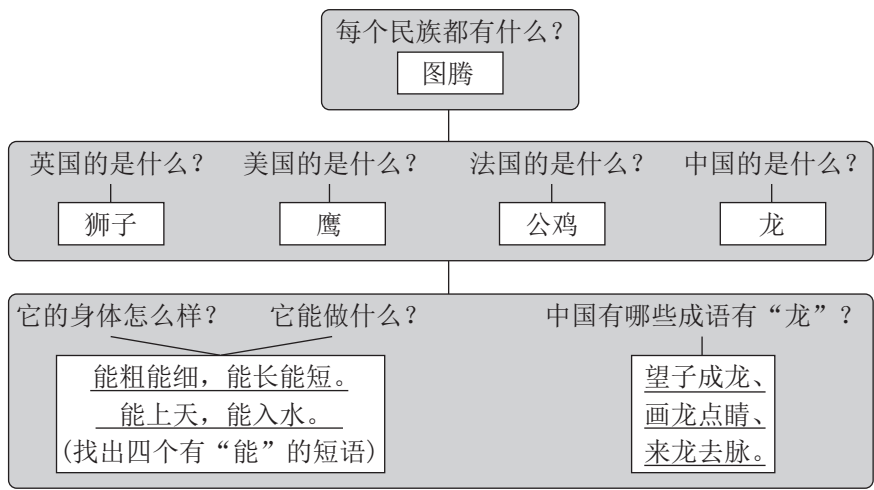 每个民族都有什么？
图腾
英国的是什么？ 美国的是什么？ 法国的是什么？ 中国的是什么？
狮子 鹰 公鸡 龙
它的身体怎么样？ 它能做什么？ 中国有哪些成语有“龙”？
能粗能细，能长能短。
能上天，能入水。
(找出四个有“能”的短语)
望子成龙、
画龙点睛、
来龙去脉。